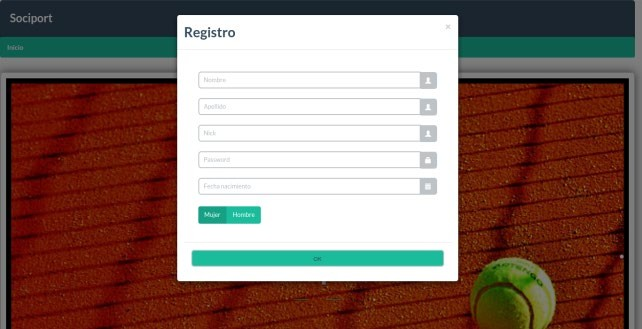 Sociport
Inicio
Registro
×
Nombre
Apellido
Nick
Password
Fecha nacimiento
Mujer Hombre
OK